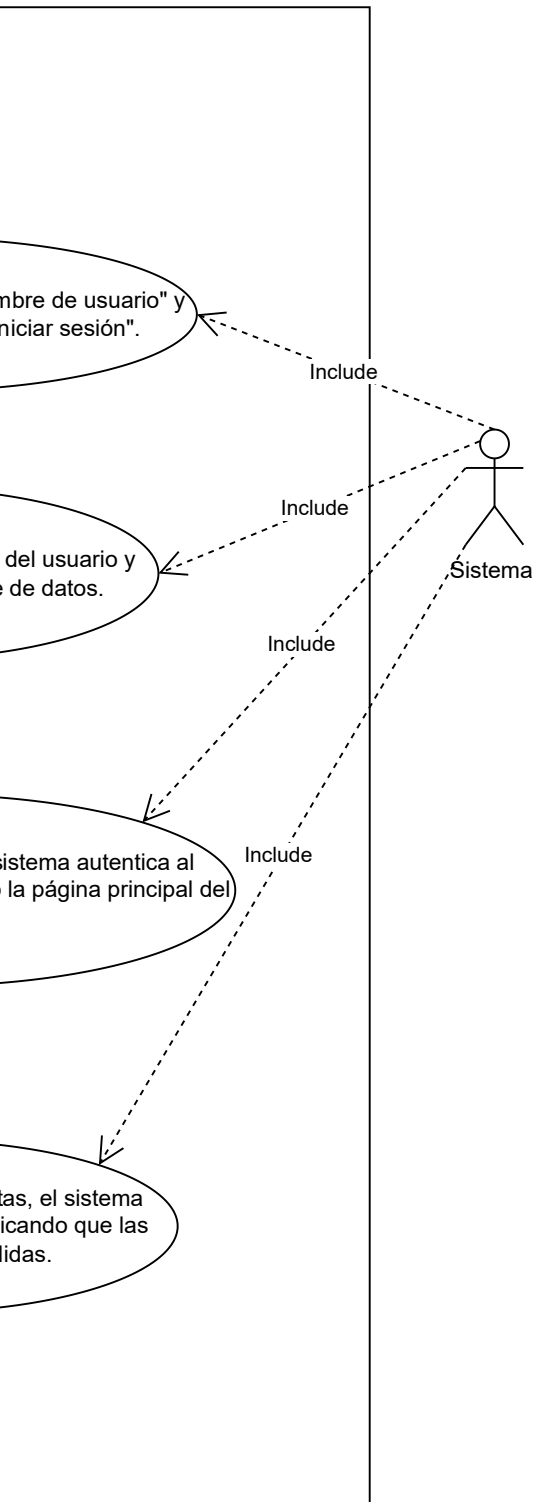 mbre de usuario" y
niciar sesión".
Include
Include
del usuario y
e de datos.
Sistema
Include
Include
sistema autentica al
o la página principal del
tas, el sistema
icando que las
lidas.